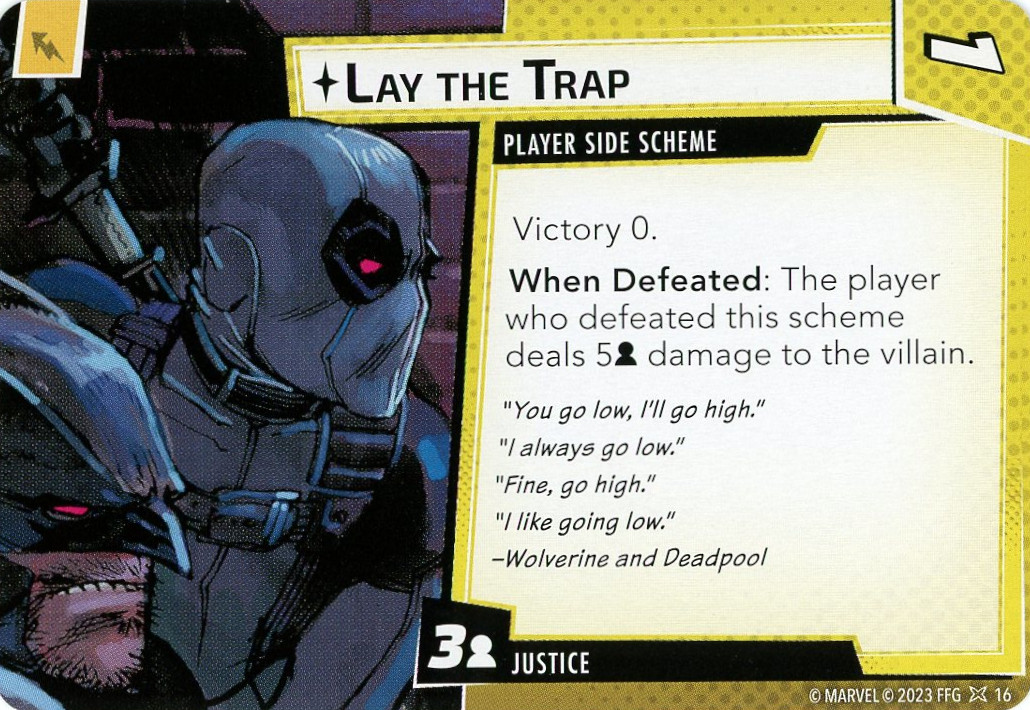 LAY THE TRAP
1
PLAYER SIDE SCHEME
Victory 0.
When Defeated: The player
who defeated this scheme
deals 5 damage to the villain.
"You go low, I'll go high."
"I always go low."
"Fine, go high."
"I like going low."
–Wolverine and Deadpool
3
JUSTICE
© MARVEL © 2023 FFG 16